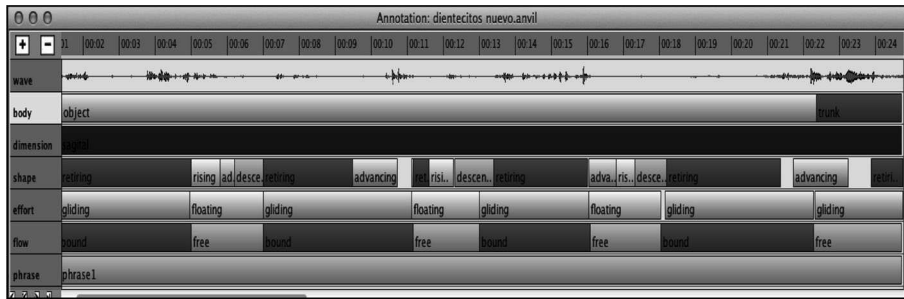 Annotation: dientecitos nuevo.anvil
+ - 01 00:02 00:03 00:04 00:05 00:06 00:07 00:08 00:09 00:10 00:11 00:12 00:13 00:14 00:15 00:16 00:17 00:18 00:19 00:20 00:21 00:22 00:23 00:24
wave
body object trunk
dimension sagital
shape retiring rising ad. desce. retiring advancing ret. risi.. descen.. retiring adva.. ris.. desce.. retiring advancing retiri..
effort gliding floating gliding floating gliding floating gliding gliding
flow bound free bound free bound free bound free
phrase phrase1